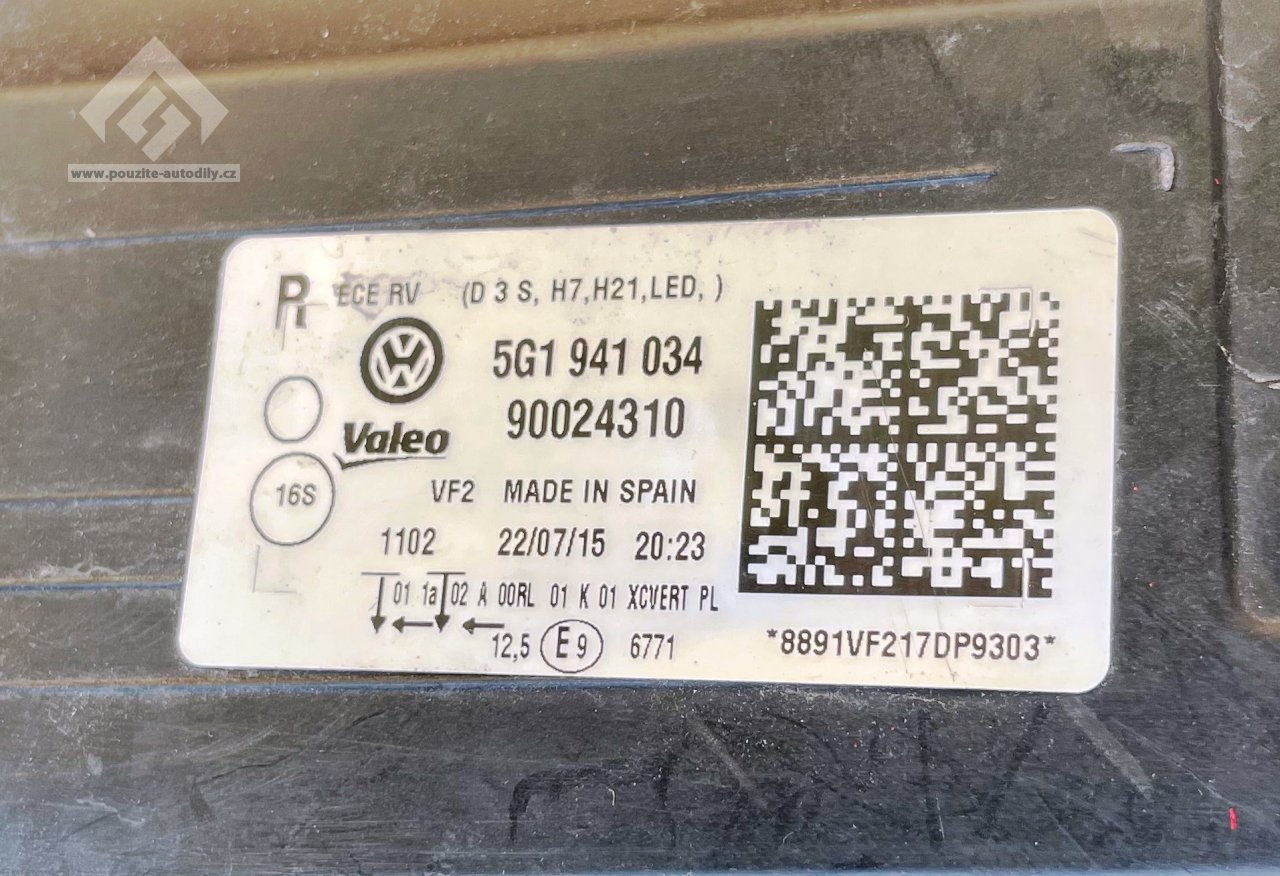 www.pouzite-autodily.cz
R ECE RV (D 3 S, H7,H21,LED, )
5G1 941 034
90024310
Valeo
16S
VF2 MADE IN SPAIN
1102 22/07/15 20:23
01 1a 02 A 00RL 01 K 01 XCVERT PL
12,5 E9 6771
*8891VF217DP9303*